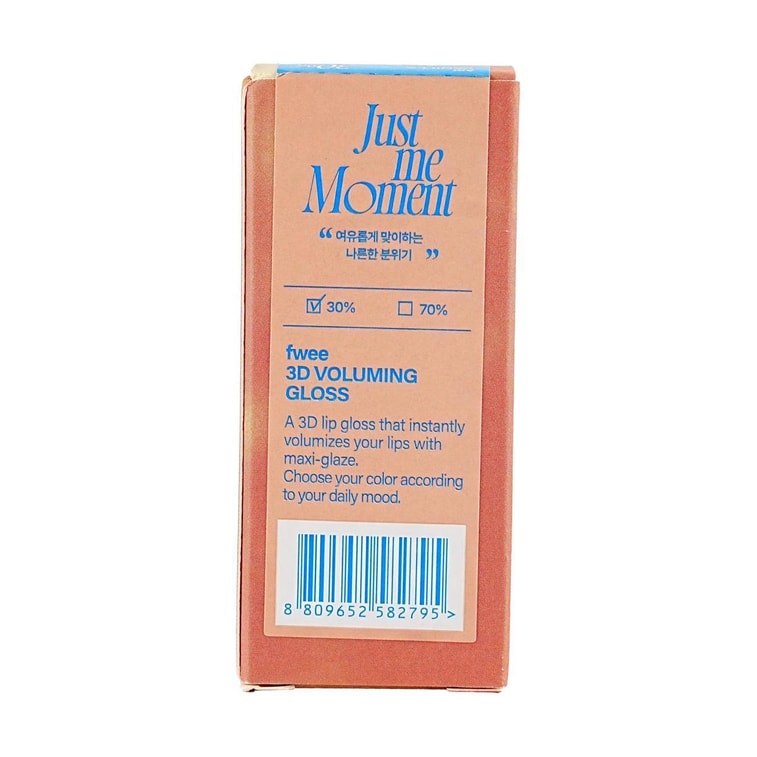 Just
me
Moment
“ 여유롭게 맞이하는
나른한 분위기 ”
☑ 30% ☐ 70%
fwee
3D VOLUMING
GLOSS
A 3D lip gloss that instantly
volumizes your lips with
maxi-glaze.
Choose your color according
to your daily mood.
8 809652 582795 >